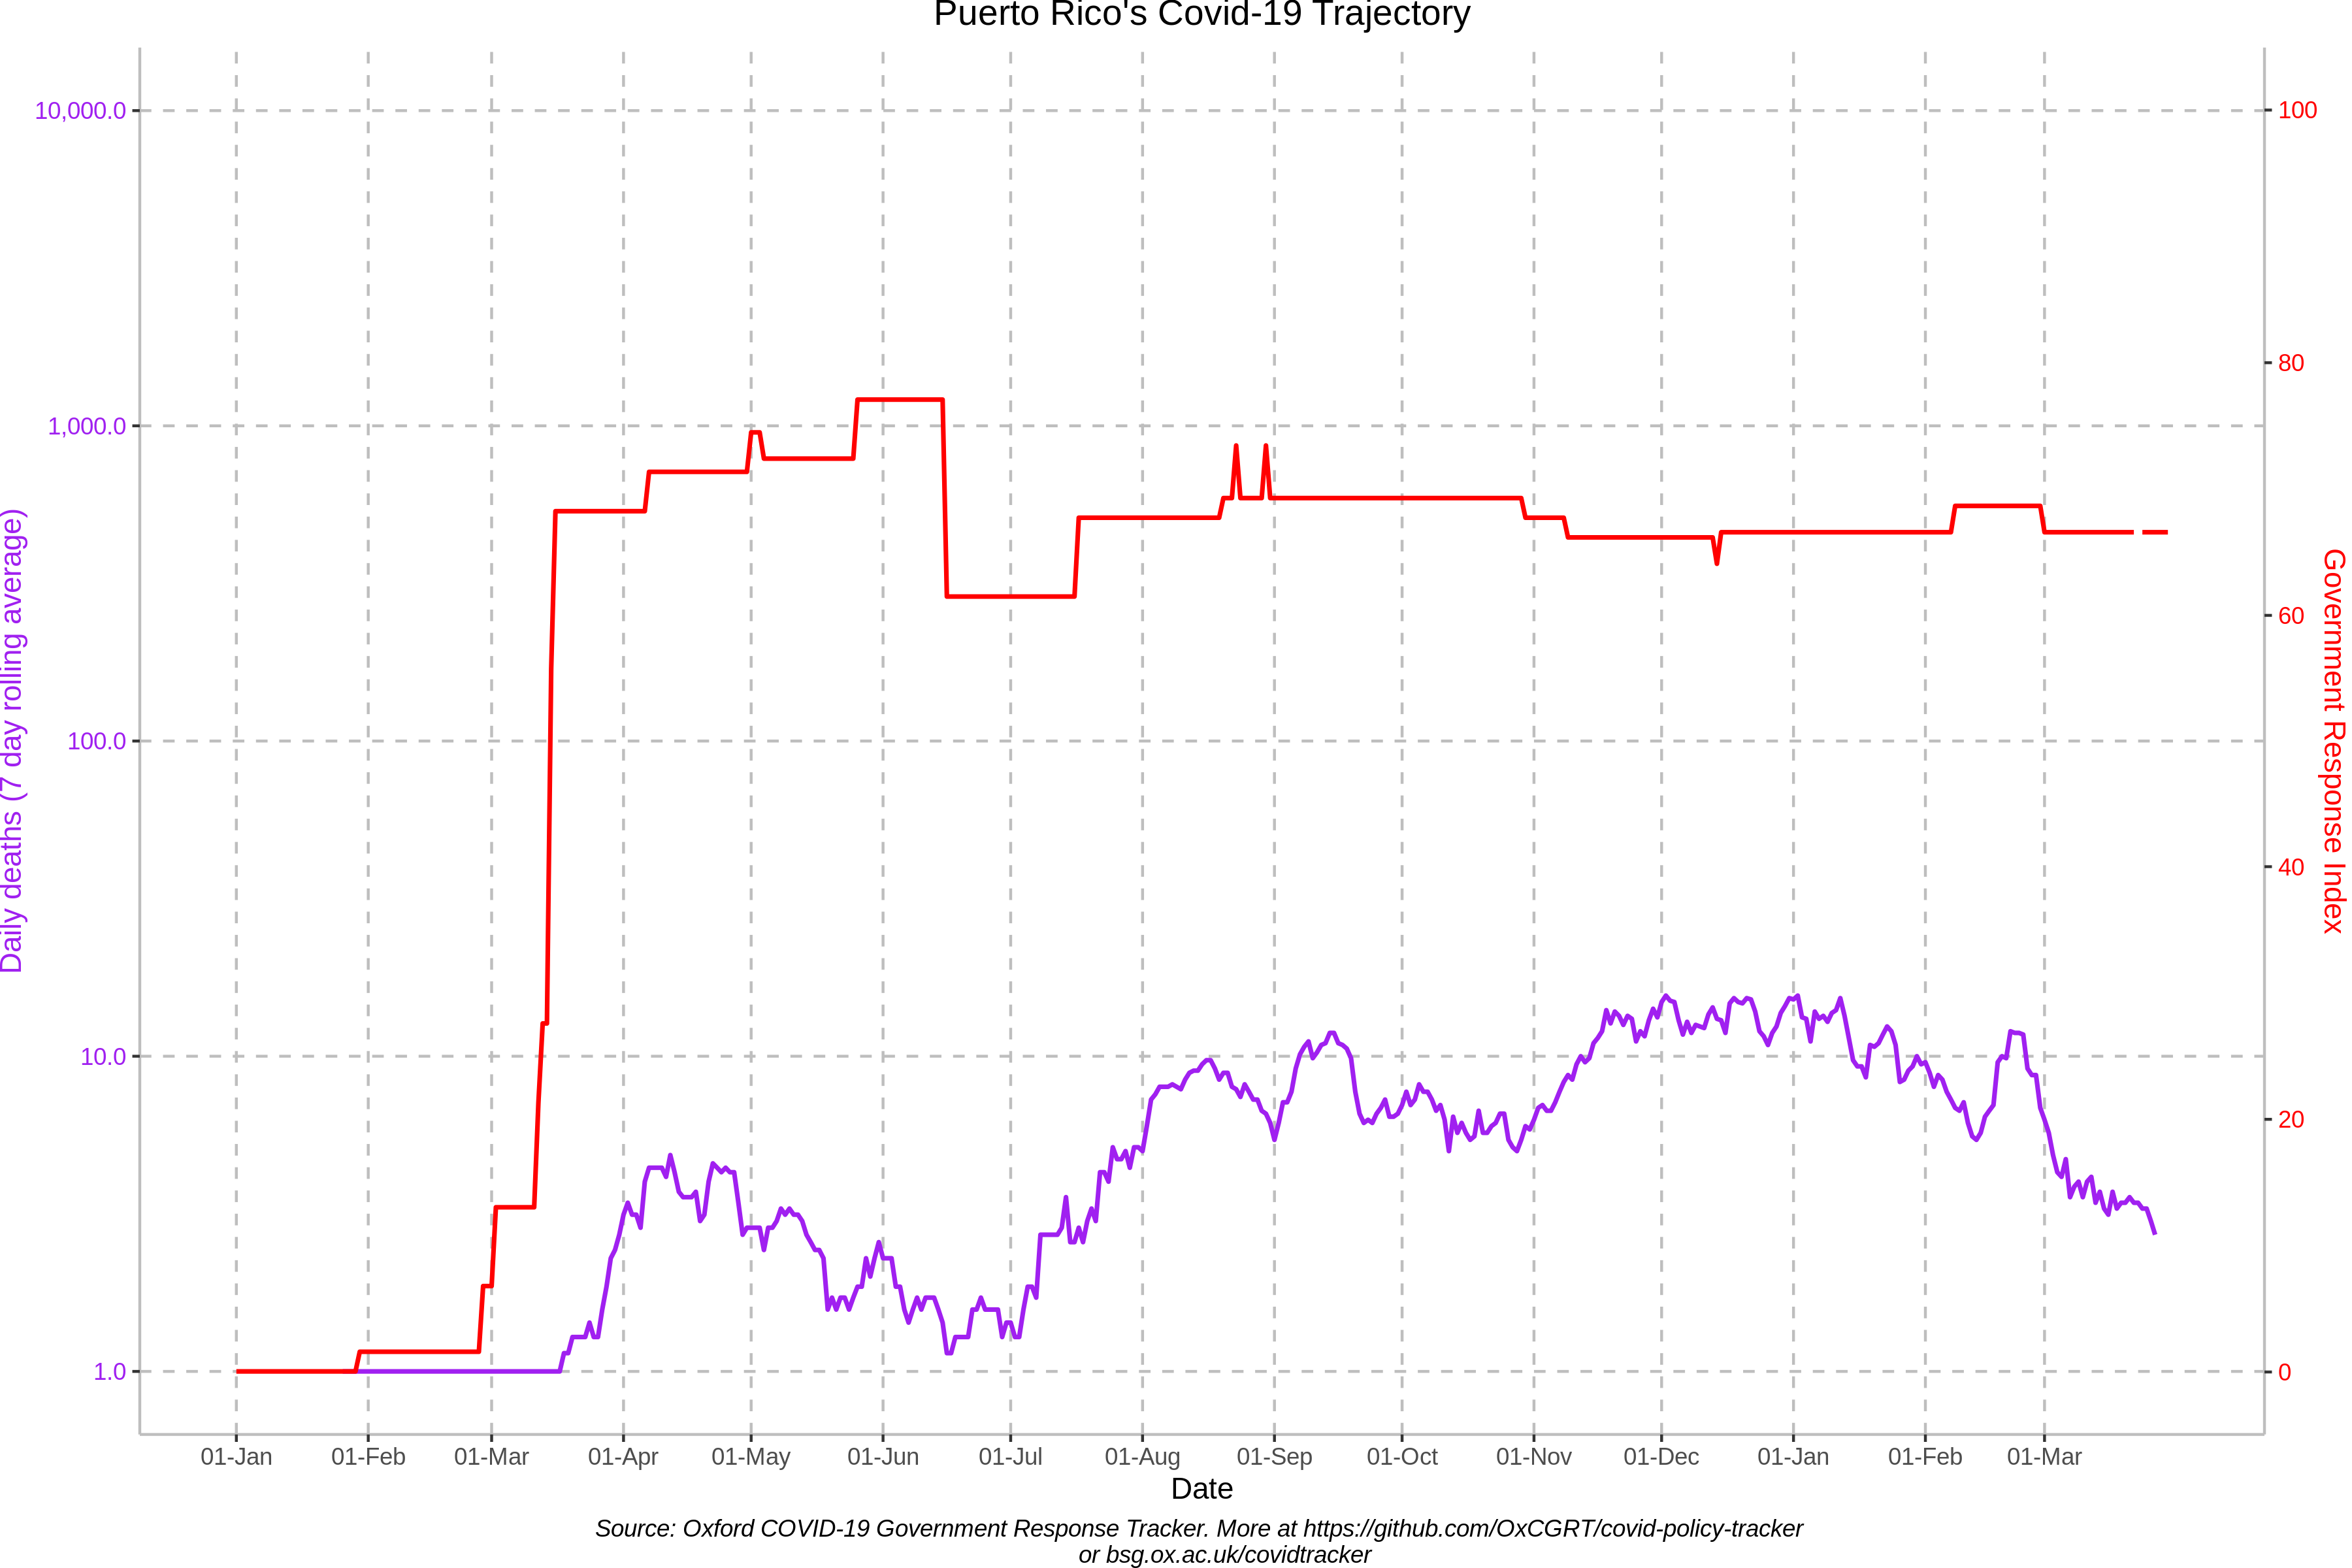 Puerto Rico's Covid-19 Trajectory
10,000.0
1,000.0
100.0
10.0
1.0
Daily deaths (7 day rolling average)
100
80
60
40
20
0
Government Response Index
01-Jan 01-Feb 01-Mar 01-Apr 01-May 01-Jun 01-Jul 01-Aug 01-Sep 01-Oct 01-Nov 01-Dec 01-Jan 01-Feb 01-Mar
Date
Source: Oxford COVID-19 Government Response Tracker. More at https://github.com/OxCGRT/covid-policy-tracker
or bsg.ox.ac.uk/covidtracker